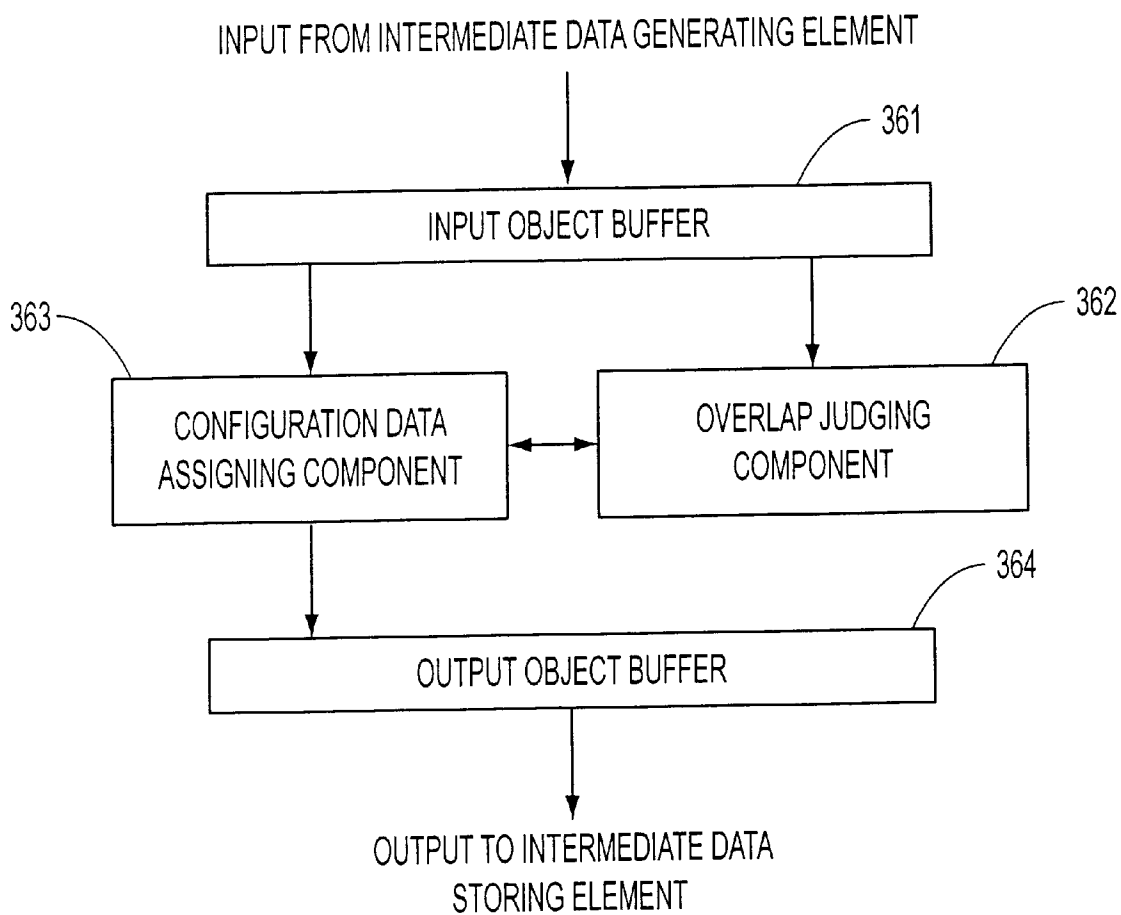 INPUT FROM INTERMEDIATE DATA GENERATING ELEMENT
361
INPUT OBJECT BUFFER
363
362
CONFIGURATION DATA
ASSIGNING COMPONENT
OVERLAP JUDGING
COMPONENT
364
OUTPUT OBJECT BUFFER
OUTPUT TO INTERMEDIATE DATA
STORING ELEMENT